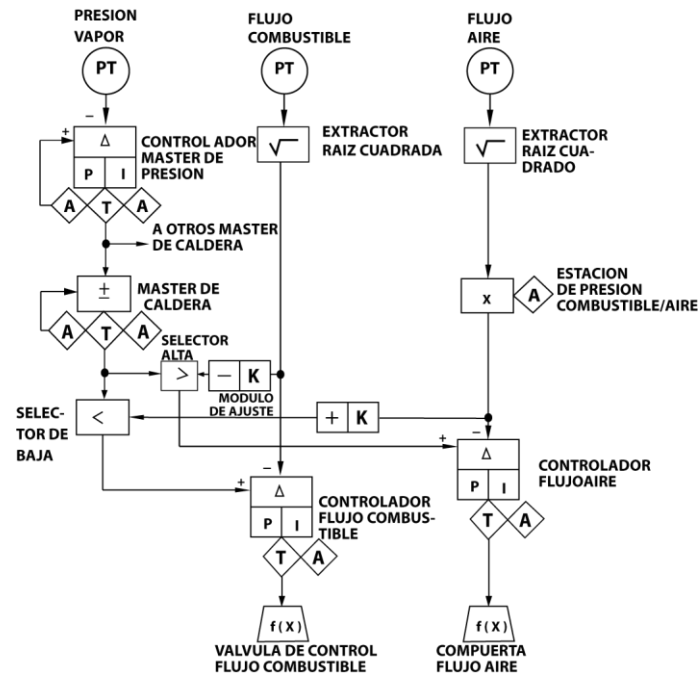 PRESION
VAPOR
FLUJO
COMBUSTIBLE
FLUJO
AIRE
PT
PT
PT
−
+
Δ
P I
A T A
CONTROL ADOR
MASTER DE
PRESION
√
EXTRACTOR
RAIZ CUADRADA
√
EXTRACTOR
RAIZ CUA-
DRADO
A OTROS MASTER
DE CALDERA
±
A T A
MASTER DE
CALDERA
x
A
ESTACION
DE PRESION
COMBUSTIBLE/AIRE
SELECTOR
ALTA
>
− K
MODULO
DE AJUSTE
SELEC-
TOR DE
BAJA
<
+ K
+
−
Δ
P I
T A
CONTROLADOR
FLUJOAIRE
+
−
Δ
P I
T A
CONTROLADOR
FLUJO COMBUS-
TIBLE
f(X)
VALVULA DE CONTROL
FLUJO COMBUSTIBLE
f(X)
COMPUERTA
FLUJO AIRE